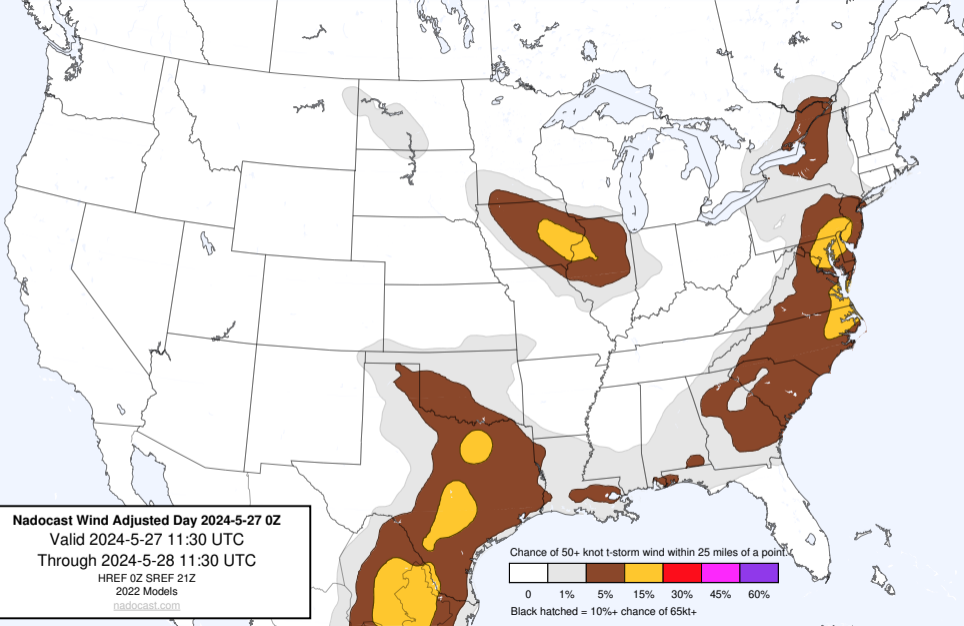 Nadocast Wind Adjusted Day 2024-5-27 0Z
Valid 2024-5-27 11:30 UTC
Through 2024-5-28 11:30 UTC
HREF 0Z SREF 21Z
2022 Models
nadocast.com
Chance of 50+ knot t-storm wind within 25 miles of a point.
0 1% 5% 15% 30% 45% 60%
Black hatched = 10%+ chance of 65kt+